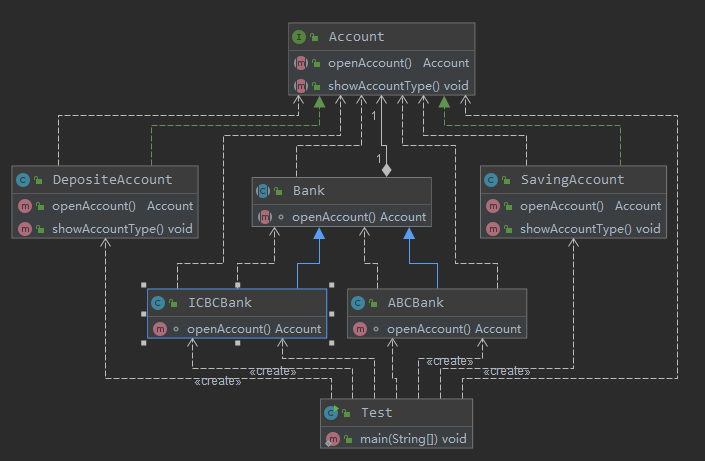 Account
openAccount() Account
showAccountType() void
1
1
DepositeAccount
openAccount() Account
showAccountType() void
Bank
openAccount() Account
SavingAccount
openAccount() Account
showAccountType() void
ICBCBank
openAccount() Account
ABCBank
openAccount() Account
«create»
«create»
«create»
«create»
Test
main(String[]) void